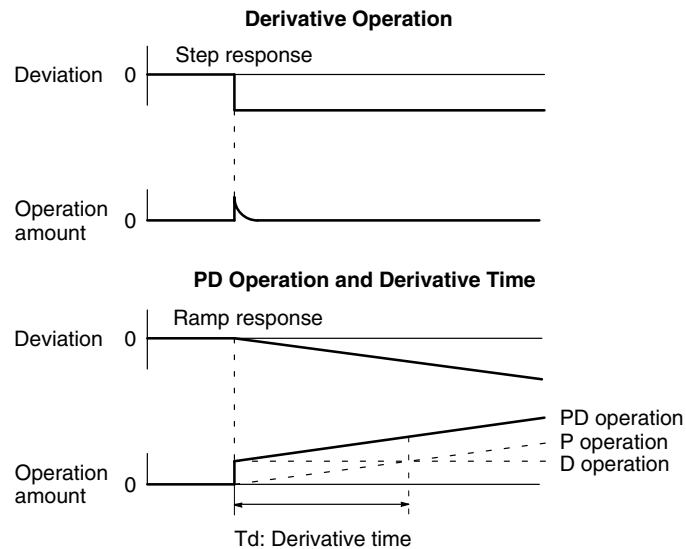 Derivative Operation
Step response
Deviation 0
Operation amount 0
PD Operation and Derivative Time
Ramp response
Deviation 0
PD operation
P operation
D operation
Operation amount 0
Td: Derivative time